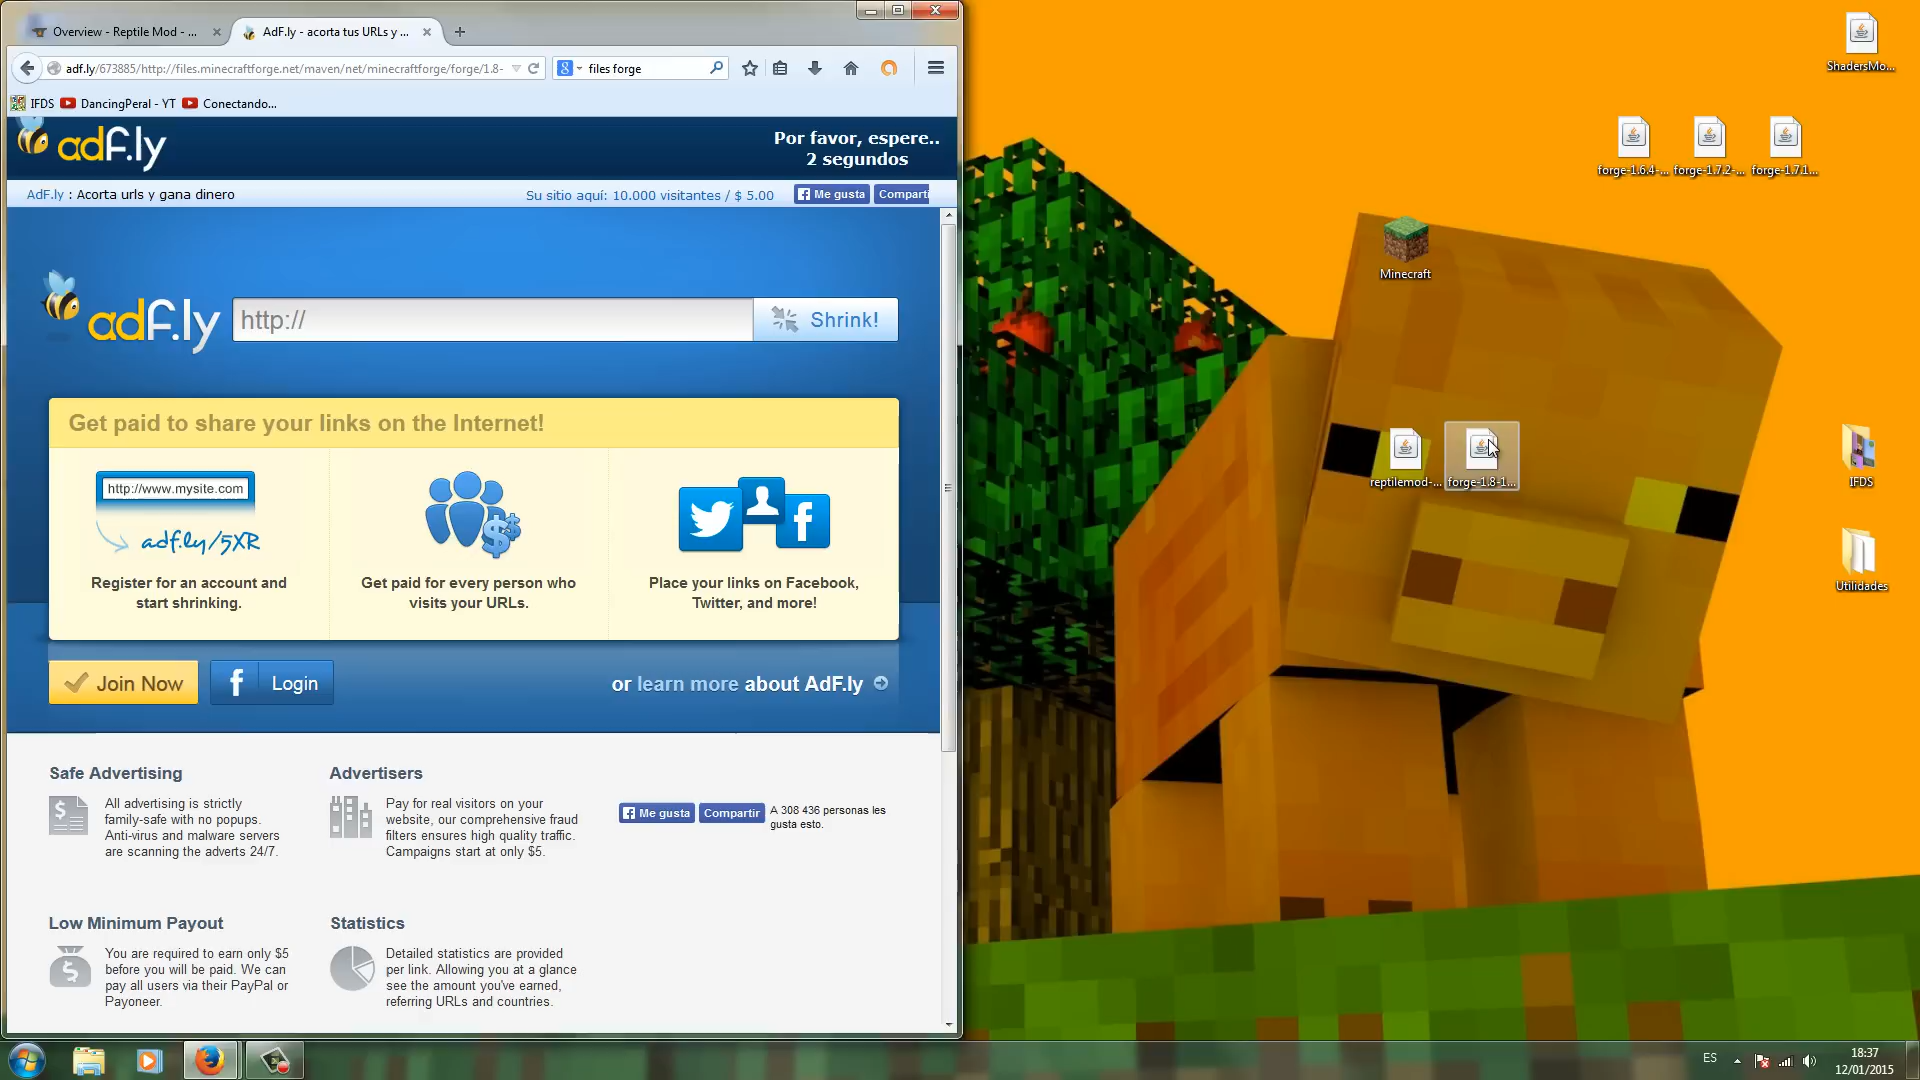 Overview - Reptile Mod - ...
AdF.ly - acorta tus URLs y ...
adf.ly/673885/http://files.minecraftforge.net/maven/net/minecraftforge/forge/1.8-
files forge
IFDS
DancingPeral - YT
Conectando...
adf.ly
Por favor, espere..
2 segundos
AdF.ly : Acorta urls y gana dinero
Su sitio aquí: 10.000 visitantes / $ 5.00
Me gusta
Comparti
adf.ly
http://
Shrink!
Get paid to share your links on the Internet!
http://www.mysite.com
adf.ly/5XR
Register for an account and
start shrinking.
Get paid for every person who
visits your URLs.
Place your links on Facebook,
Twitter, and more!
Join Now
Login
or learn more about AdF.ly
Safe Advertising
All advertising is strictly
family-safe with no popups.
Anti-virus and malware servers
are scanning the adverts 24/7.
Advertisers
Pay for real visitors on your
website, our comprehensive fraud
filters ensures high quality traffic.
Campaigns start at only $5.
Me gusta
Compartir
A 308 436 personas les
gusta esto.
Low Minimum Payout
You are required to earn only $5
before you will be paid. We can
pay all users via their PayPal or
Payoneer.
Statistics
Detailed statistics are provided
per link. Allowing you at a glance
see the amount you've earned,
referring URLs and countries.
ShadersMo...
forge-1.6.4-...
forge-1.7.2-...
forge-1.7.1...
Minecraft
reptilemod-...
forge-1.8-1...
IFDS
Utilidades
ES
18:37
12/01/2015